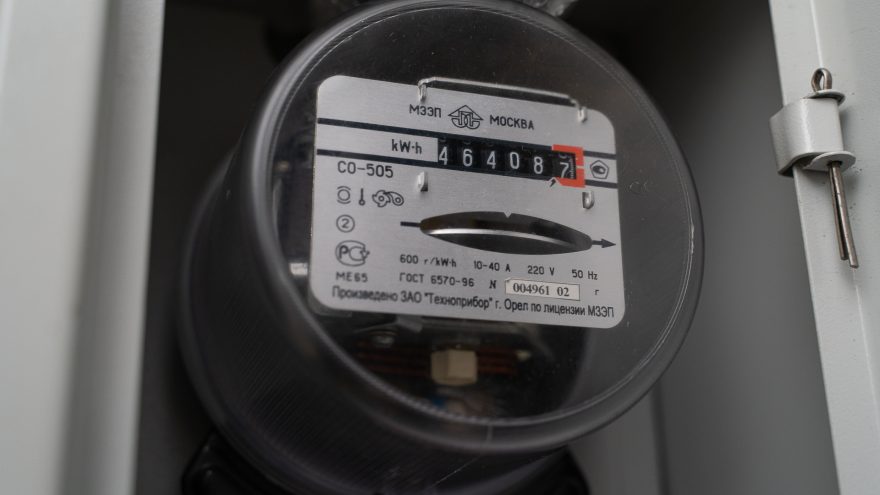 МЗЭП МОСКВА
kW·h 464087
СО-505
2
РС
600 r/kW·h 10-40 A 220 V 50 Hz
МЕ65 ГОСТ 6570-96 N 004961 02 г
Произведено ЗАО "Техноприбор" г. Орел по лицензии МЗЭП